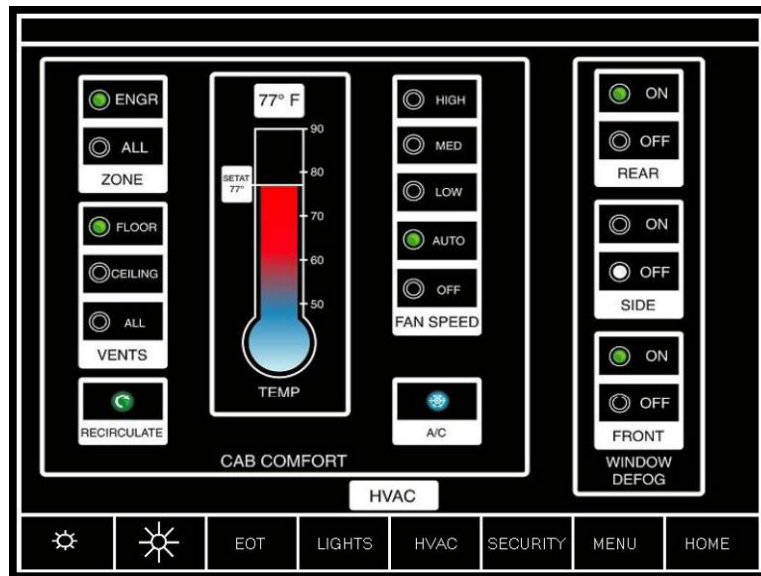 ENGR
ALL
ZONE
FLOOR
CEILING
ALL
VENTS
RECIRCULATE
77° F
90
80
SETAT
77°
70
60
50
TEMP
HIGH
MED
LOW
AUTO
OFF
FAN SPEED
A/C
CAB COMFORT
ON
OFF
REAR
ON
OFF
SIDE
ON
OFF
FRONT
WINDOW
DEFOG
HVAC
EOT
LIGHTS
HVAC
SECURITY
MENU
HOME